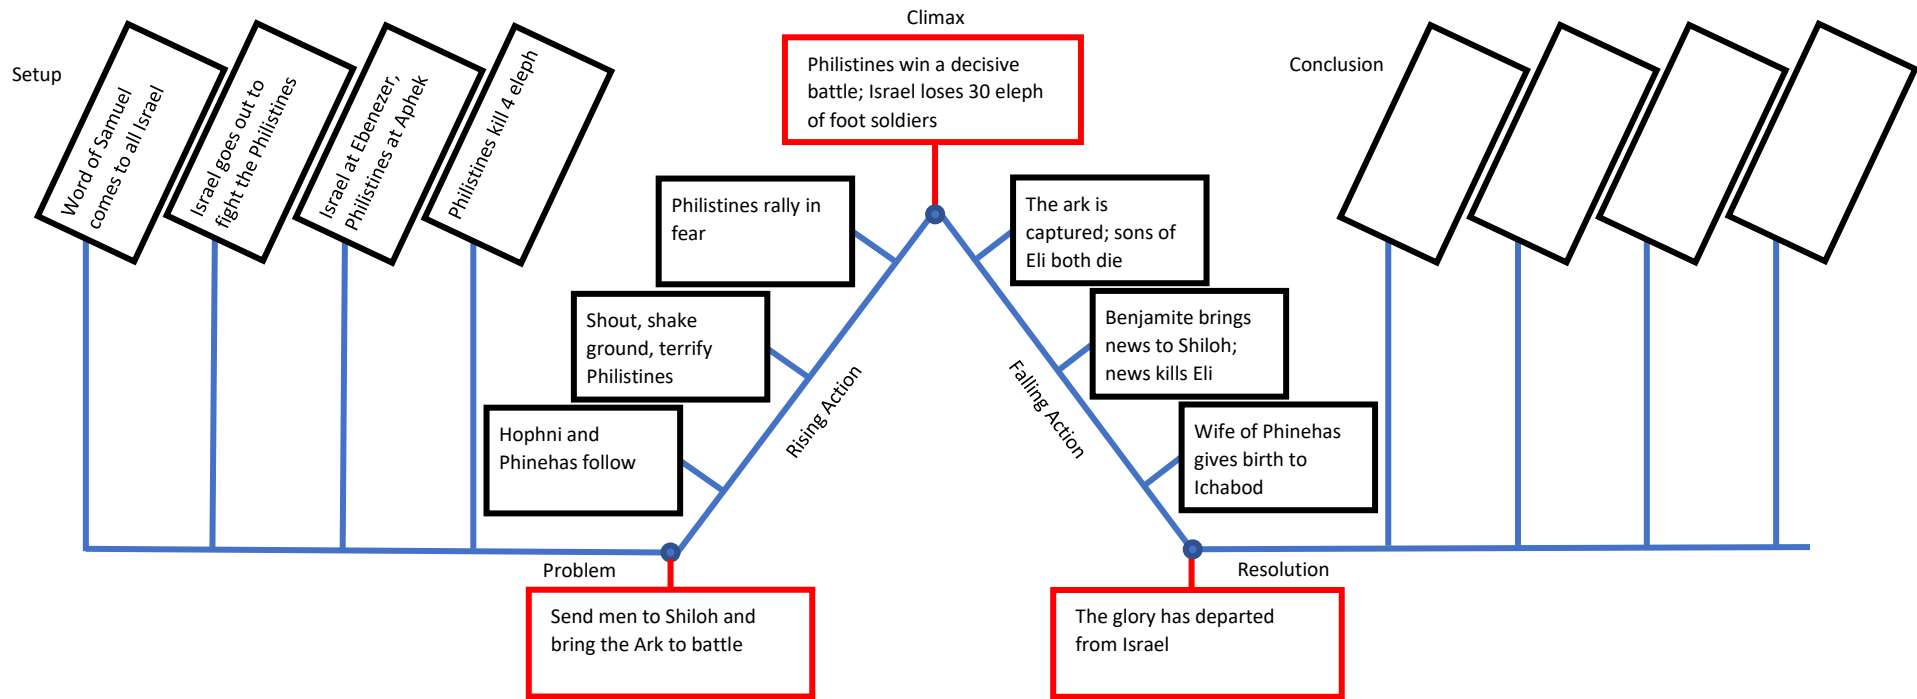 Setup
Word of Samuel
comes to all Israel
Israel goes out to
fight the Philistines
Israel at Ebenezer,
Philistines at Aphek
Philistines kill 4 eleph
Problem
Send men to Shiloh and
bring the Ark to battle
Hophni and
Phinehas follow
Shout, shake
ground, terrify
Philistines
Philistines rally in
fear
Rising Action
Climax
Philistines win a decisive
battle; Israel loses 30 eleph
of foot soldiers
The ark is
captured; sons of
Eli both die
Benjamite brings
news to Shiloh;
news kills Eli
Wife of Phinehas
gives birth to
Ichabod
Falling Action
Resolution
The glory has departed
from Israel
Conclusion